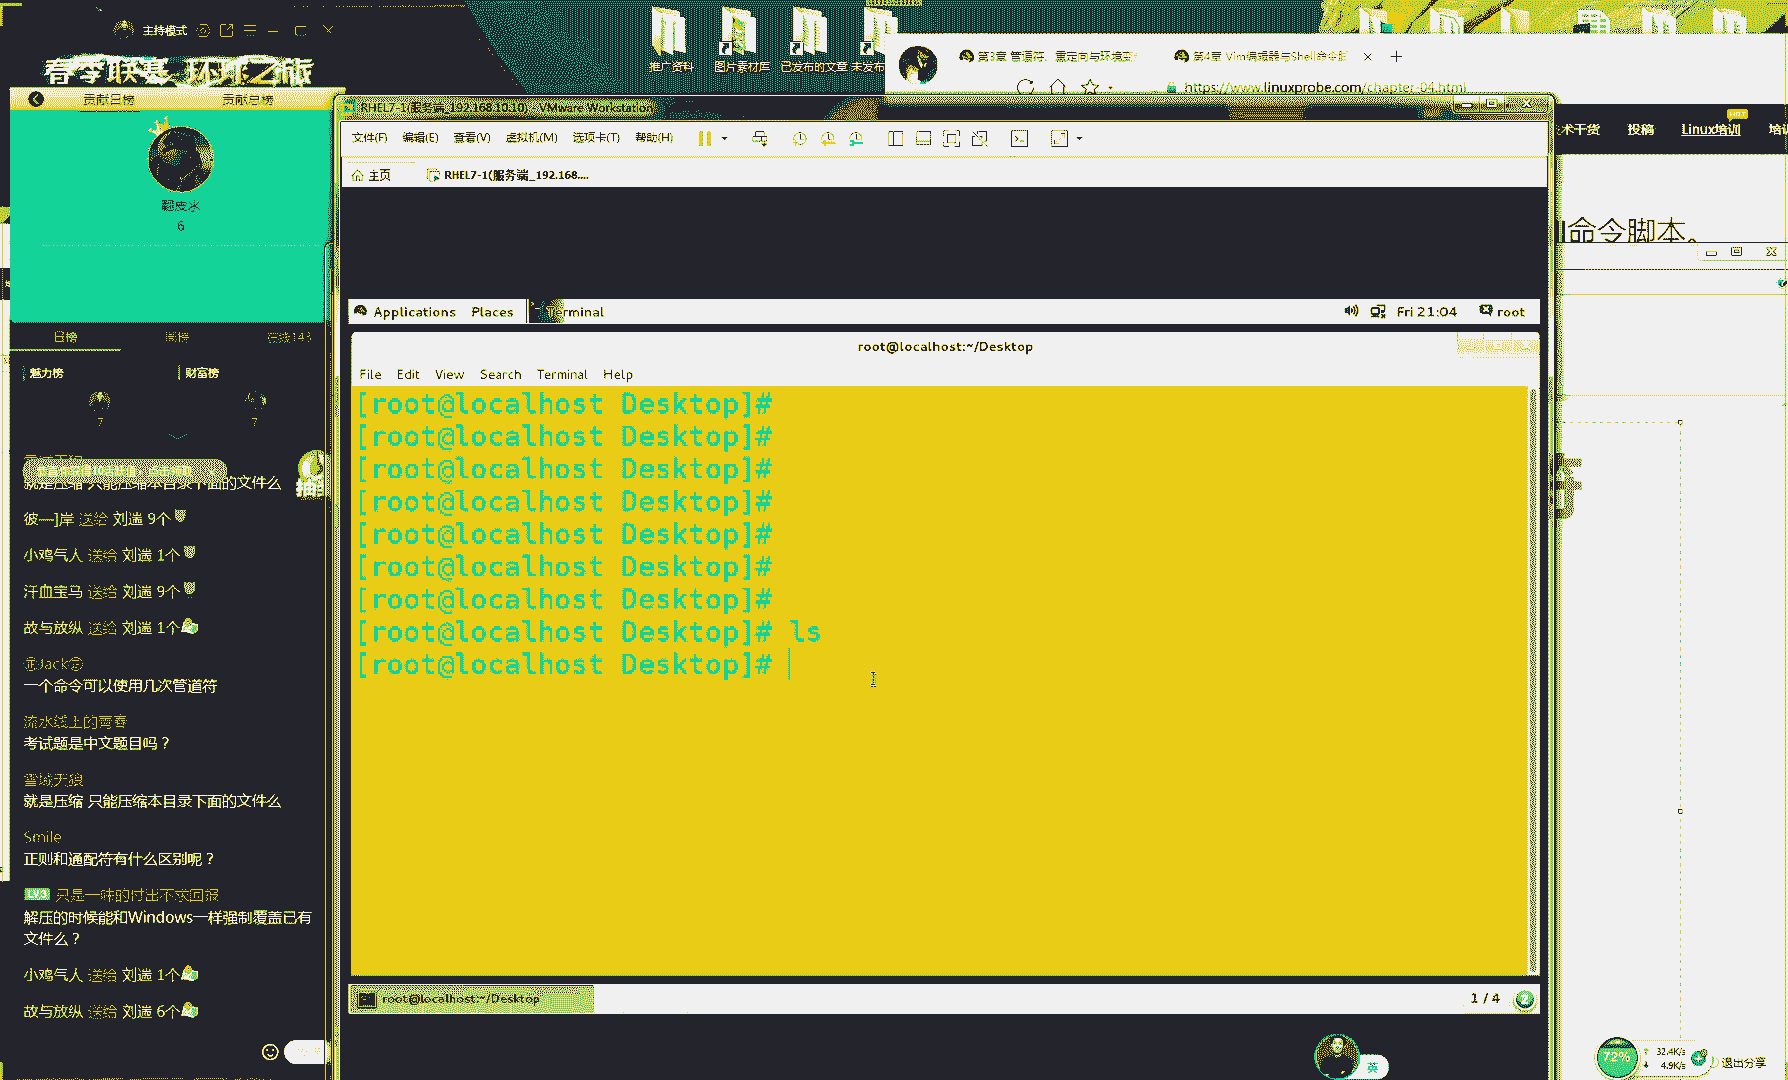 主持模式
春季联赛 环球之旅
贡献日榜 贡献总榜
6
日榜 周榜 在线143
魅力榜 财富榜
7 7
就是压缩 只能压缩本目录下面的文件么
彼—]岸 送给 刘遄 9个
小鸡气人 送给 刘遄 1个
汗血宝马 送给 刘遄 9个
故与放纵 送给 刘遄 1个
Jack
一个命令可以使用几次管道符
流水线上的青春
考试题是中文题目吗？
雪域天狼
就是压缩 只能压缩本目录下面的文件么
Smile
正则和通配符有什么区别呢？
LV.3 只是一味的付出不求回报
解压的时候能和Windows一样强制覆盖已有
文件么？
小鸡气人 送给 刘遄 1个
故与放纵 送给 刘遄 6个
推广资料 图片素材库 已发布的文章 未发布
第3章 管道符、重定向与环境变
第4章 Vim编辑器与Shell命令脚
https://www.linuxprobe.com/chapter-04.html
术干货 投稿 Linux培训 培训
HOT
命令脚本。
RHEL7-1(服务端_192.168.10.10) - VMware Workstation
文件(F) 编辑(E) 查看(V) 虚拟机(M) 选项卡(T) 帮助(H)
主页 RHEL7-1(服务端_192.168....
Applications Places Terminal Fri 21:04 root
root@localhost:~/Desktop
File Edit View Search Terminal Help
[root@localhost Desktop]#
[root@localhost Desktop]#
[root@localhost Desktop]#
[root@localhost Desktop]#
[root@localhost Desktop]#
[root@localhost Desktop]#
[root@localhost Desktop]#
[root@localhost Desktop]# ls
[root@localhost Desktop]#
root@localhost:~/Desktop 1 / 4
英
72% 32.4K/s
4.9K/s
退出分享